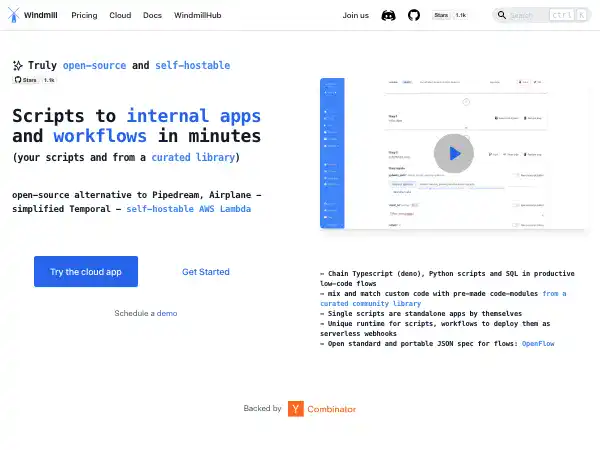 Windmill Pricing Cloud Docs WindmillHub Join us Stars 1.1k Search ctrl K
Truly open-source and self-hostable
Stars 1.1k
Scripts to internal apps
and workflows in minutes
(your scripts and from a curated library)
open-source alternative to Pipedream, Airplane –
simplified Temporal – self-hostable AWS Lambda
Try the cloud app Get Started
Schedule a demo
– Chain Typescript (deno), Python scripts and SQL in productive
low-code flows
– mix and match custom code with pre-made code-modules from a
curated community library
– Single scripts are standalone apps by themselves
– Unique runtime for scripts, workflows to deploy them as
serverless webhooks
– Open standard and portable JSON spec for flows: OpenFlow
Backed by Y Combinator